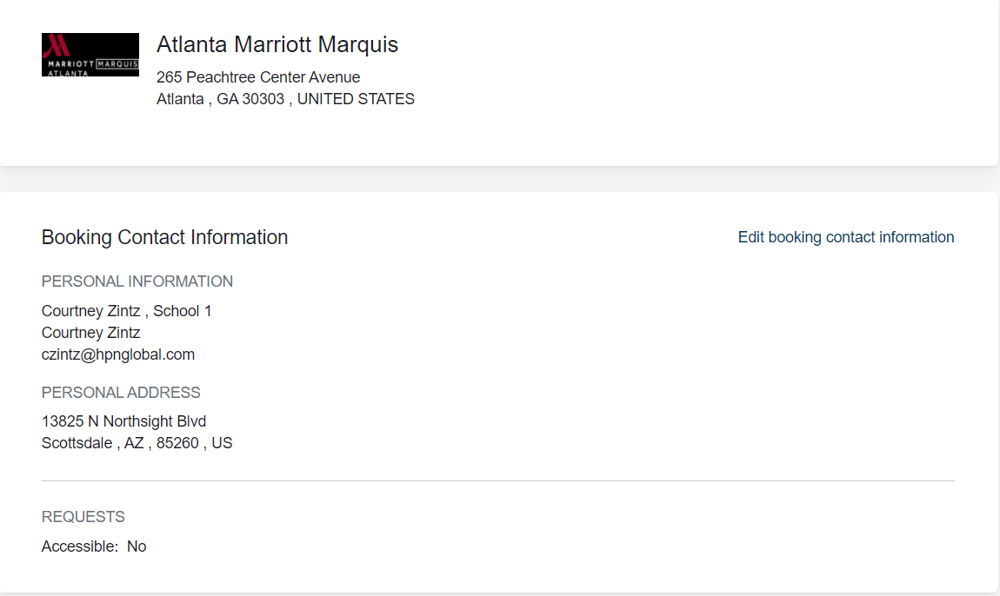 MARRIOTT MARQUIS
ATLANTA
Atlanta Marriott Marquis
265 Peachtree Center Avenue
Atlanta , GA 30303 , UNITED STATES
Booking Contact Information
Edit booking contact information
PERSONAL INFORMATION
Courtney Zintz , School 1
Courtney Zintz
czintz@hpnglobal.com
PERSONAL ADDRESS
13825 N Northsight Blvd
Scottsdale , AZ , 85260 , US
REQUESTS
Accessible: No